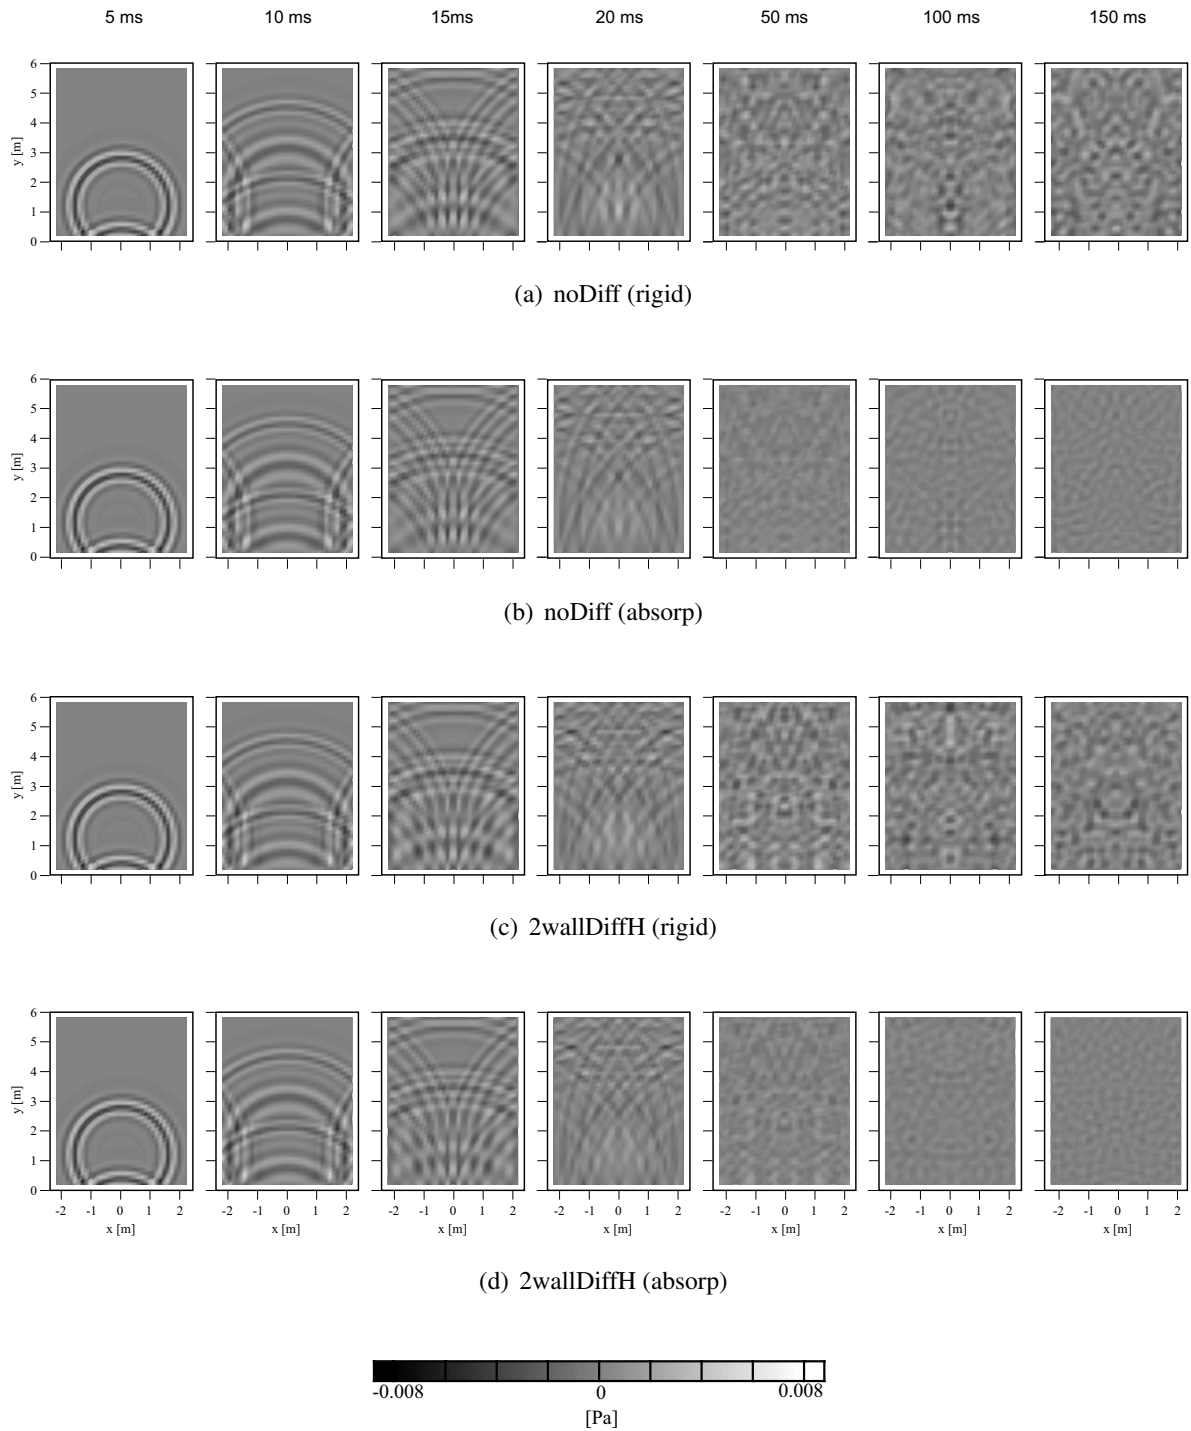 5 ms 10 ms 15ms 20 ms 50 ms 100 ms 150 ms
6
5
4
3
2
1
0
y [m]
(a) noDiff (rigid)
6
5
4
3
2
1
0
y [m]
(b) noDiff (absorp)
6
5
4
3
2
1
0
y [m]
(c) 2wallDiffH (rigid)
6
5
4
3
2
1
0
y [m]
-2 -1 0 1 2 -2 -1 0 1 2 -2 -1 0 1 2 -2 -1 0 1 2 -2 -1 0 1 2 -2 -1 0 1 2 -2 -1 0 1 2
x [m] x [m] x [m] x [m] x [m] x [m] x [m]
(d) 2wallDiffH (absorp)
-0.008 0 0.008
[Pa]